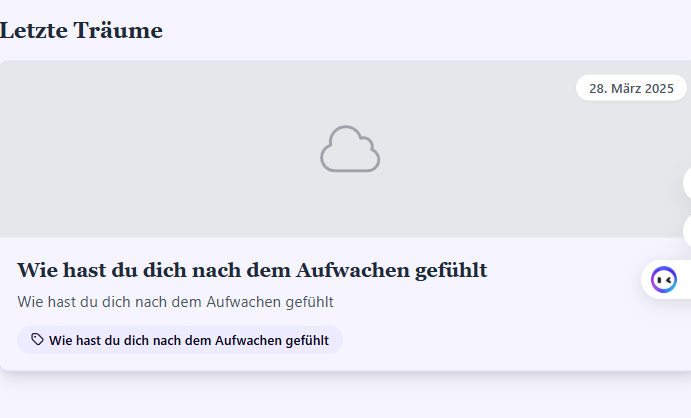 Letzte Träume
28. März 2025
Wie hast du dich nach dem Aufwachen gefühlt
Wie hast du dich nach dem Aufwachen gefühlt
Wie hast du dich nach dem Aufwachen gefühlt